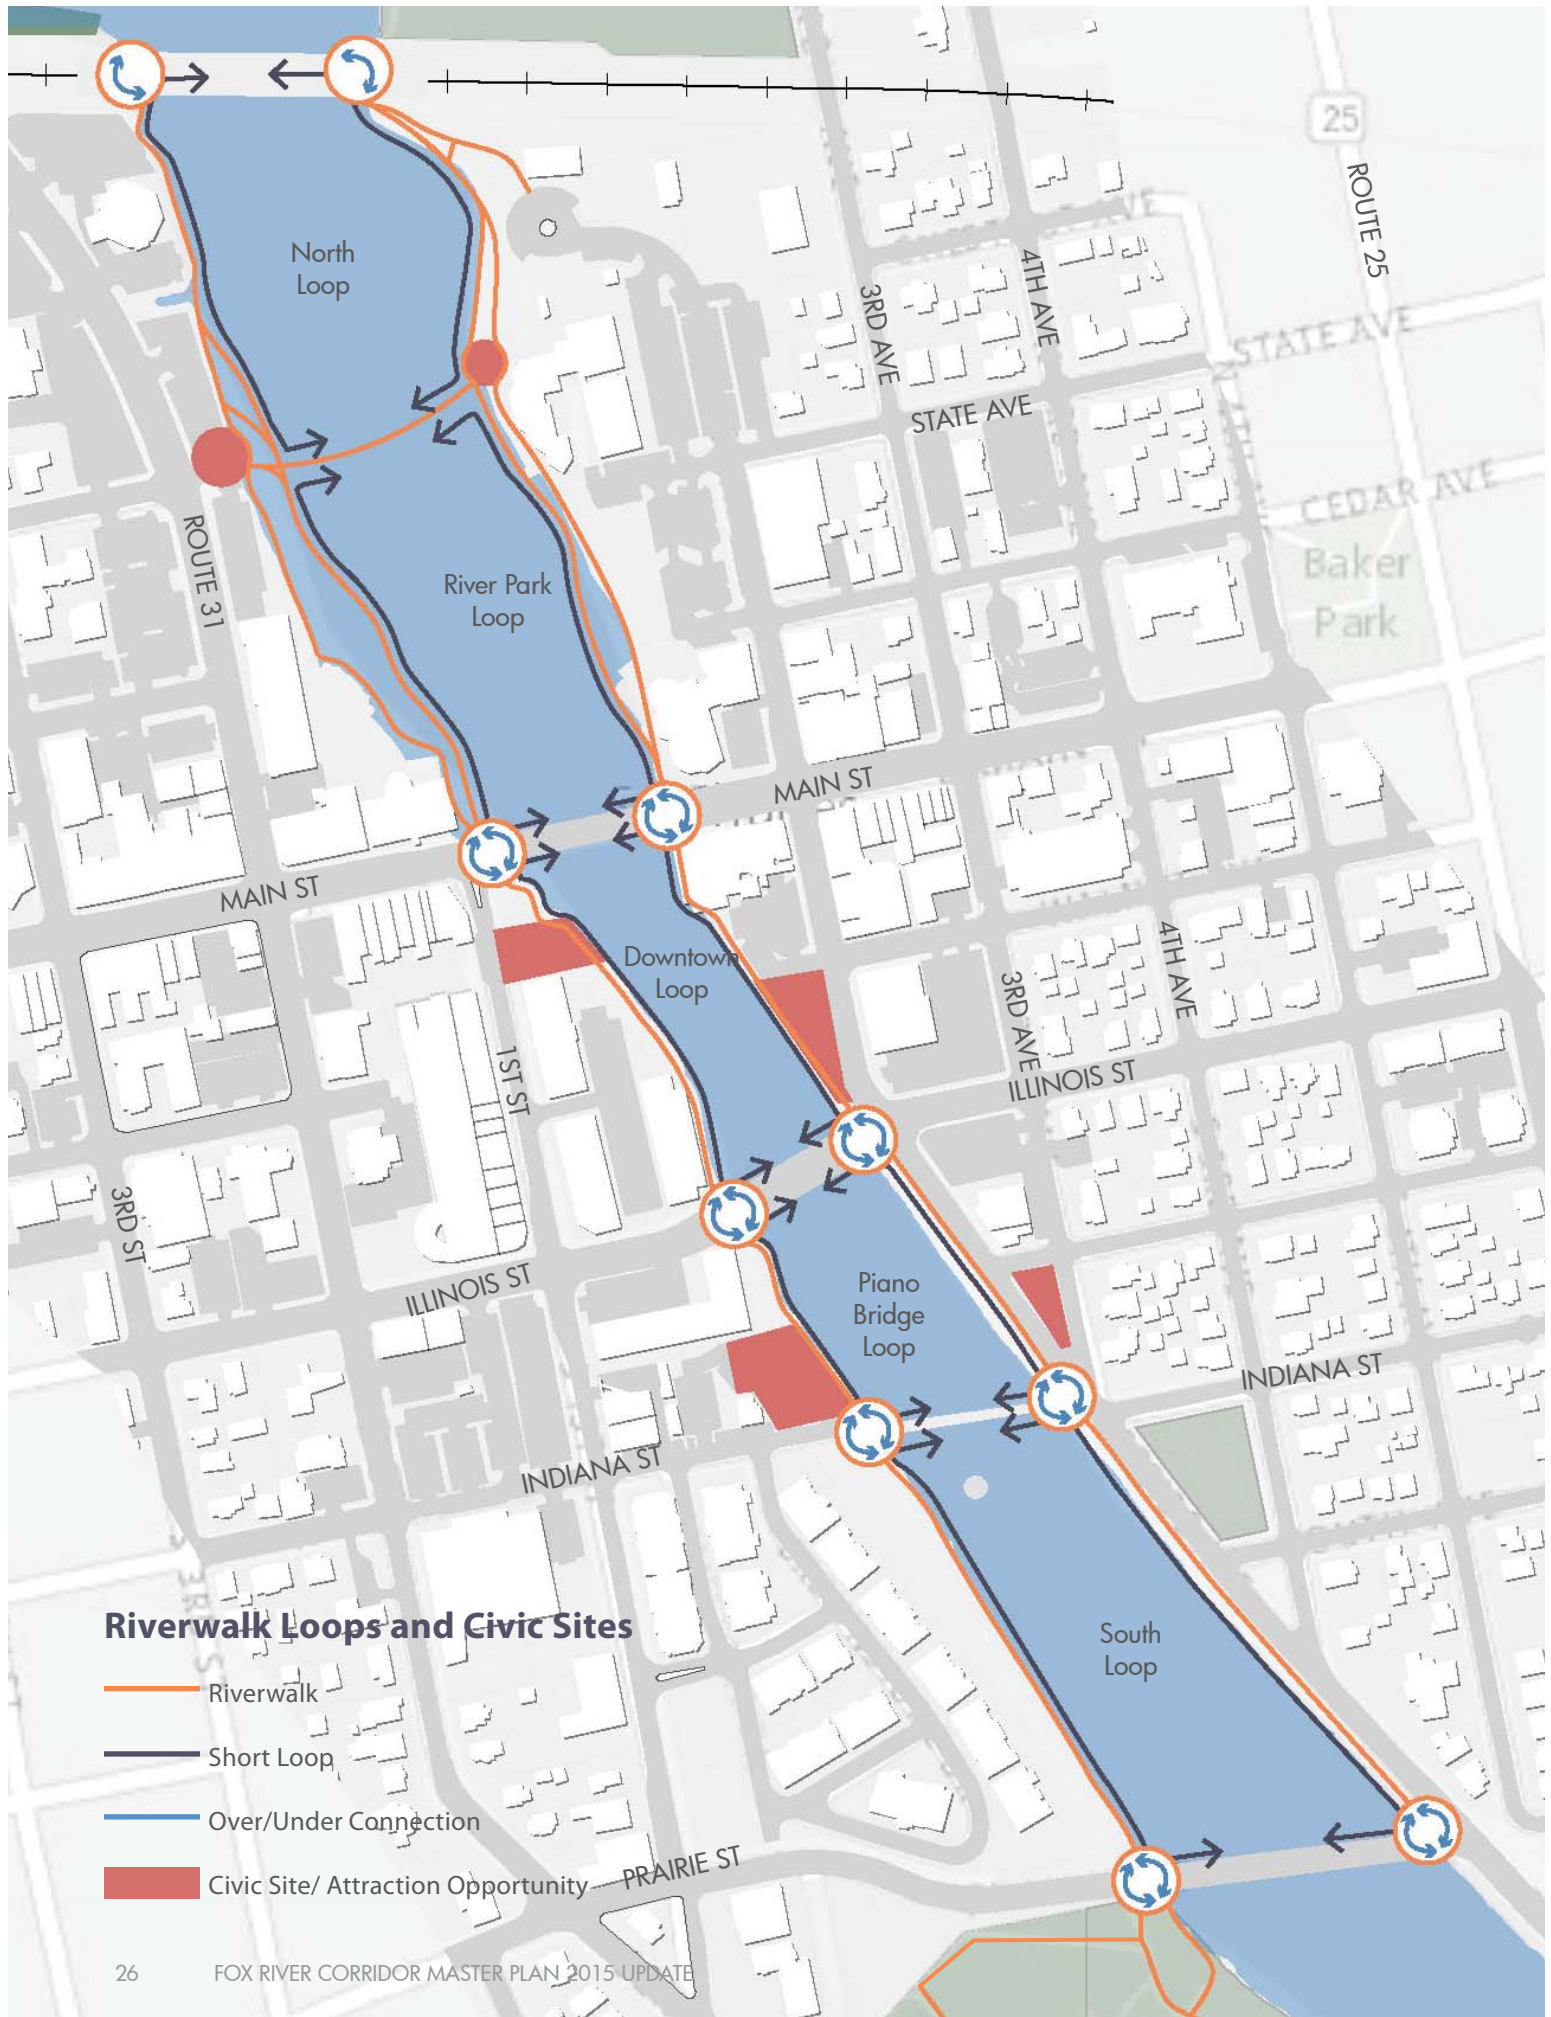 25
ROUTE 25
North
Loop
4TH AVE
3RD AVE
AVE
STATE AVE
STATE AVE
CEDAR AVE
Baker
Park
ROUTE 31
River Park
Loop
MAIN ST
MAIN ST
Downtown
Loop
4TH AVE
3RD AVE
1ST ST
ILLINOIS ST
3RD ST
ILLINOIS ST
Piano
Bridge
Loop
INDIANA ST
INDIANA ST
South
Loop
Riverwalk Loops and Civic Sites
Riverwalk
Short Loop
Over/Under Connection
Civic Site/ Attraction Opportunity
PRAIRIE ST
26
FOX RIVER CORRIDOR MASTER PLAN 2015 UPDATE